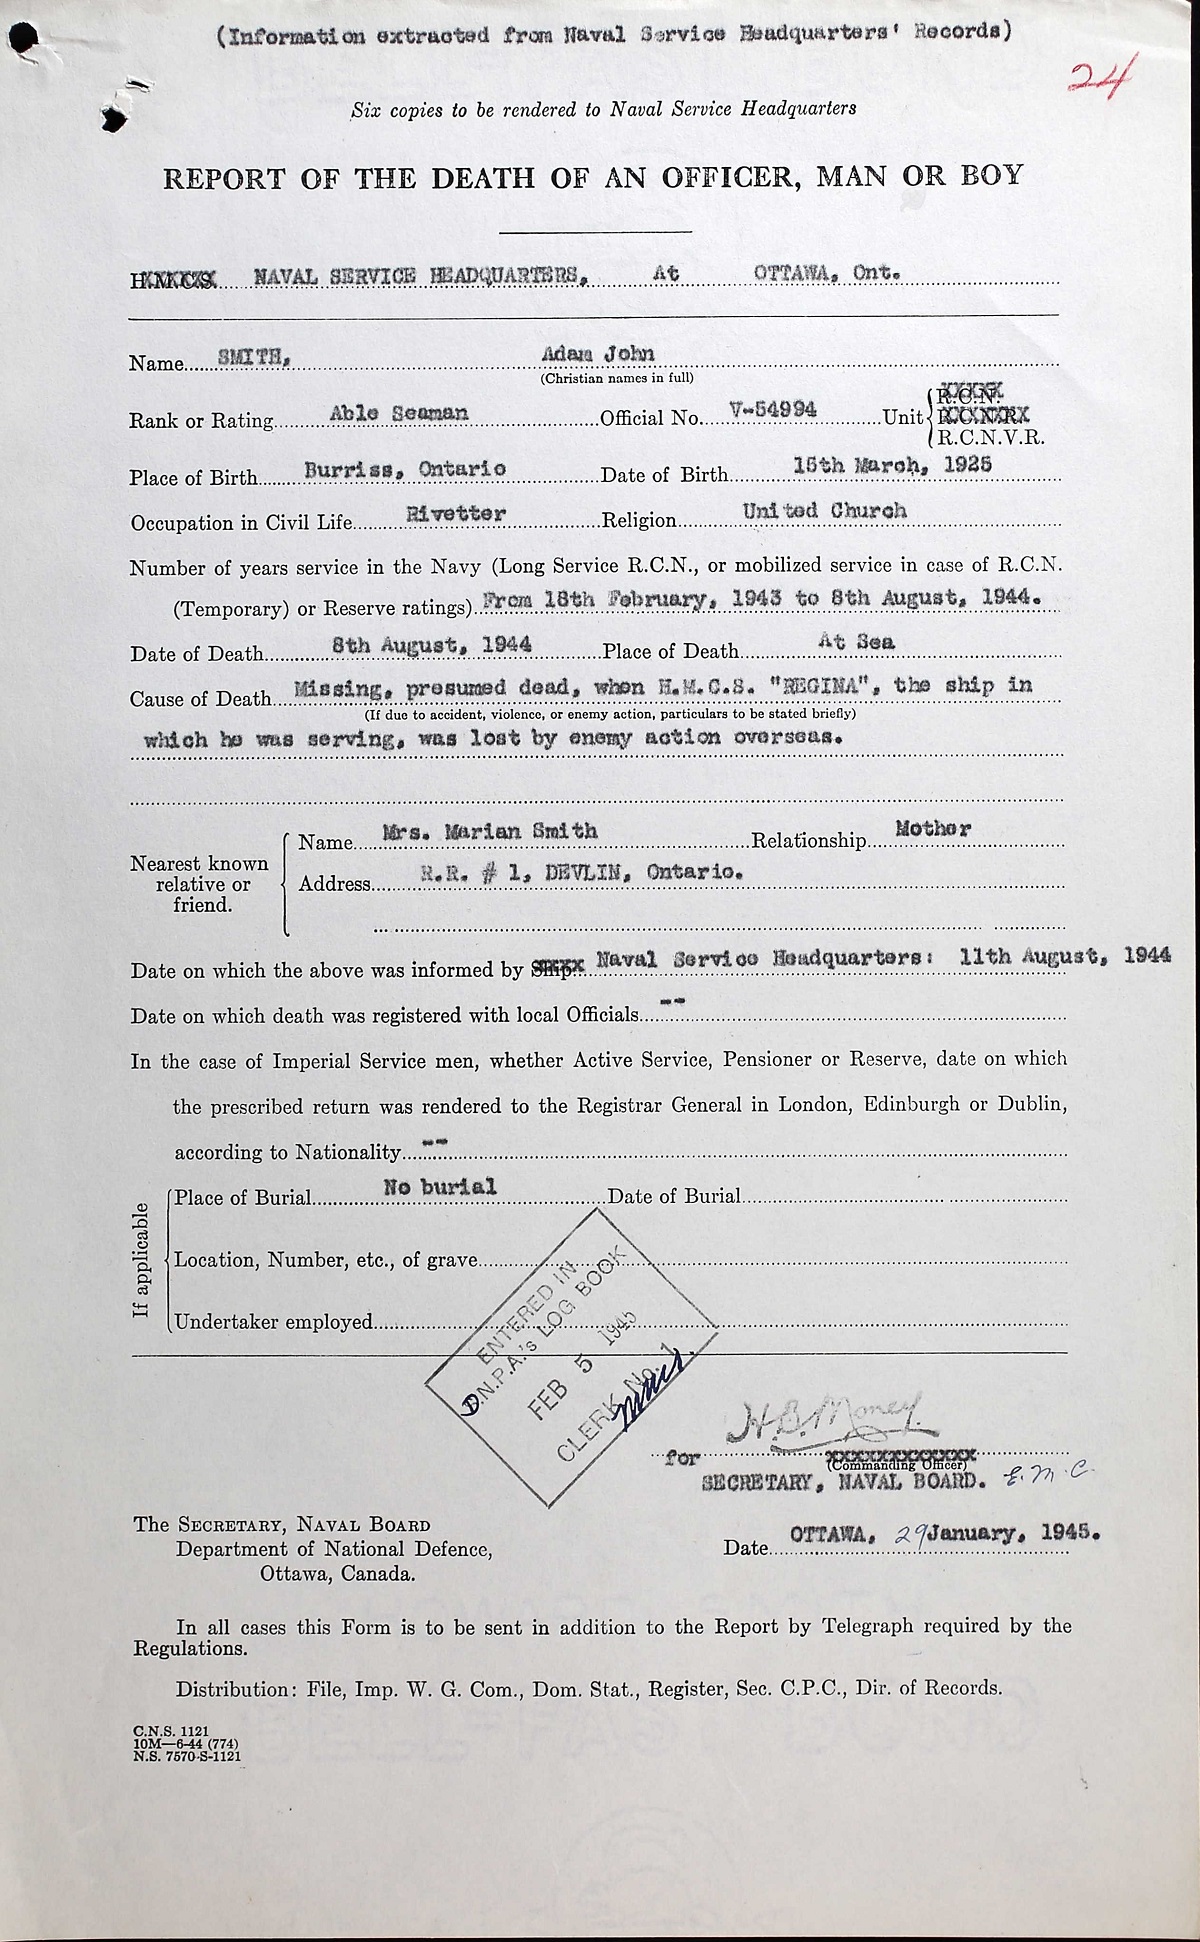 (Information extracted from Naval Service Headquarters' Records)
24
Six copies to be rendered to Naval Service Headquarters
REPORT OF THE DEATH OF AN OFFICER, MAN OR BOY
H.M.C.S. NAVAL SERVICE HEADQUARTERS, At OTTAWA, Ont.
Name SMITH, Adam John
(Christian names in full)
R.C.N.
Rank or Rating Able Seaman Official No. V-54994 Unit R.C.N.R.
R.C.N.V.R.
Place of Birth Burriss, Ontario Date of Birth 15th March, 1925
Occupation in Civil Life Rivetter Religion United Church
Number of years service in the Navy (Long Service R.C.N., or mobilized service in case of R.C.N.
(Temporary) or Reserve ratings) From 18th February, 1943 to 8th August, 1944.
Date of Death 8th August, 1944 Place of Death At Sea
Cause of Death Missing, presumed dead, when H.M.C.S. "REGINA", the ship in
(If due to accident, violence, or enemy action, particulars to be stated briefly)
which he was serving, was lost by enemy action overseas.
Name Mrs. Marian Smith Relationship Mother
Nearest known
relative or
friend.
Address R.R. # 1, DEVLIN, Ontario.
Date on which the above was informed by Ship Naval Service Headquarters: 11th August, 1944
Date on which death was registered with local Officials --
In the case of Imperial Service men, whether Active Service, Pensioner or Reserve, date on which
the prescribed return was rendered to the Registrar General in London, Edinburgh or Dublin,
according to Nationality --
If applicable
Place of Burial No burial Date of Burial
Location, Number, etc., of grave
Undertaker employed
ENTERED IN
D.N.P.A.'s LOG BOOK
FEB 5 1945
CLERK No. 1
H.B. Money
for
(Commanding Officer)
SECRETARY, NAVAL BOARD. E.M.C.
The SECRETARY, NAVAL BOARD
Department of National Defence,
Ottawa, Canada.
Date OTTAWA, 29 January, 1945.
In all cases this Form is to be sent in addition to the Report by Telegraph required by the
Regulations.
Distribution: File, Imp. W. G. Com., Dom. Stat., Register, Sec. C.P.C., Dir. of Records.
C.N.S. 1121
10M—6-44 (774)
N.S. 7570-S-1121